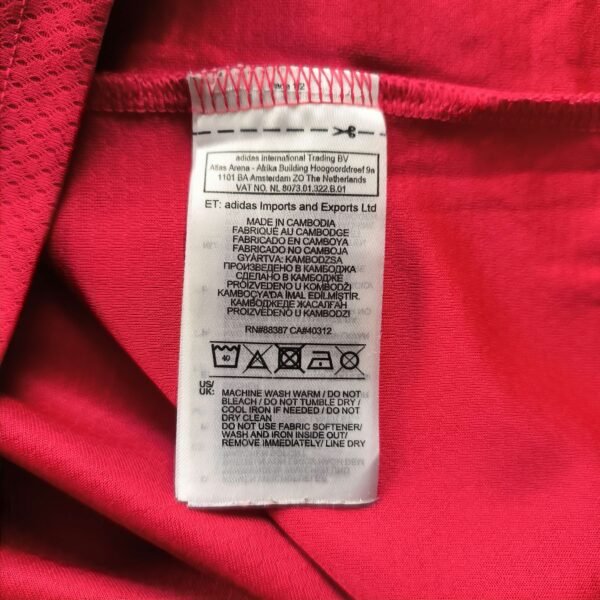 adidas International Trading BV
Atlas Arena - Afrika Building Hoogoorddreef 9a
1101 BA Amsterdam ZO The Netherlands
VAT NO. NL 8073.01.322.B.01
ET: adidas Imports and Exports Ltd
MADE IN CAMBODIA
FABRIQUÉ AU CAMBODGE
FABRICADO EN CAMBOYA
FABRICADO NO CAMBOJA
GYÁRTVA: KAMBODZSA
ПРОИЗВЕДЕНО В КАМБОДЖА
СДЕЛАНО В КАМБОДЖЕ
PROIZVEDENO U KOMBODŽI
KAMBOÇYA'DA İMAL EDİLMİŞTİR.
КАМБОДЖЕДЕ ЖАСАЛҒАН
PROIZVEDENO U KAMBODŽI
RN#88387 CA#40312
40
US/
UK: MACHINE WASH WARM / DO NOT
BLEACH / DO NOT TUMBLE DRY /
COOL IRON IF NEEDED / DO NOT
DRY CLEAN
DO NOT USE FABRIC SOFTENER/
WASH AND IRON INSIDE OUT/
REMOVE IMMEDIATELY/ LINE DRY